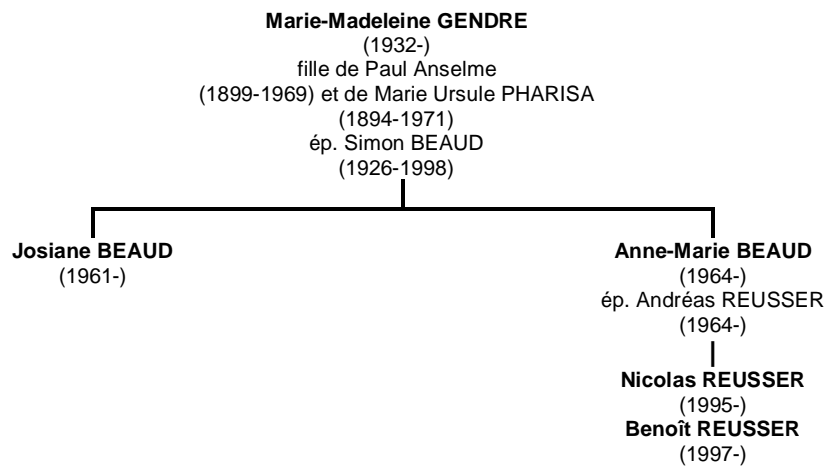 Marie-Madeleine GENDRE
(1932-)
fille de Paul Anselme
(1899-1969) et de Marie Ursule PHARISA
(1894-1971)
ép. Simon BEAUD
(1926-1998)
Josiane BEAUD
(1961-)
Anne-Marie BEAUD
(1964-)
ép. Andréas REUSSER
(1964-)
Nicolas REUSSER
(1995-)
Benoît REUSSER
(1997-)